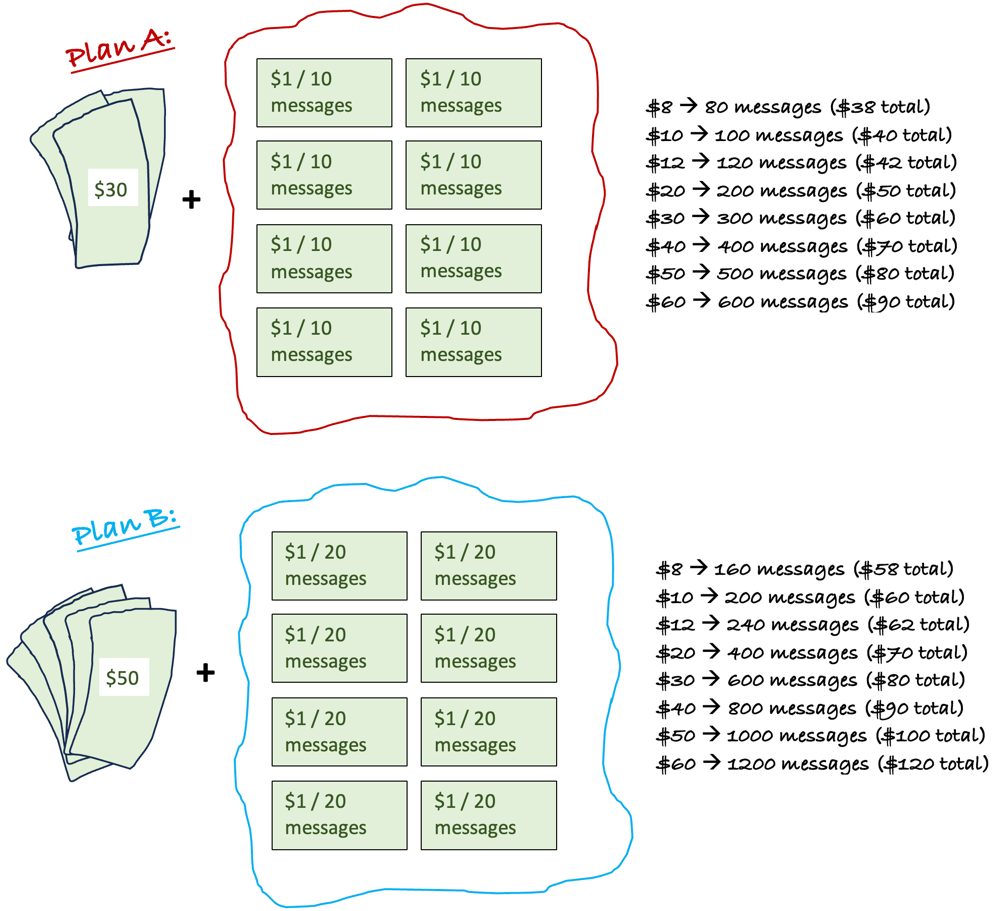 Plan A:
$30
+
$1 / 10
messages
$1 / 10
messages
$1 / 10
messages
$1 / 10
messages
$1 / 10
messages
$1 / 10
messages
$1 / 10
messages
$1 / 10
messages
$8 → 80 messages ($38 total)
$10 → 100 messages ($40 total)
$12 → 120 messages ($42 total)
$20 → 200 messages ($50 total)
$30 → 300 messages ($60 total)
$40 → 400 messages ($70 total)
$50 → 500 messages ($80 total)
$60 → 600 messages ($90 total)
Plan B:
$50
+
$1 / 20
messages
$1 / 20
messages
$1 / 20
messages
$1 / 20
messages
$1 / 20
messages
$1 / 20
messages
$1 / 20
messages
$1 / 20
messages
$8 → 160 messages ($58 total)
$10 → 200 messages ($60 total)
$12 → 240 messages ($62 total)
$20 → 400 messages ($70 total)
$30 → 600 messages ($80 total)
$40 → 800 messages ($90 total)
$50 → 1000 messages ($100 total)
$60 → 1200 messages ($120 total)